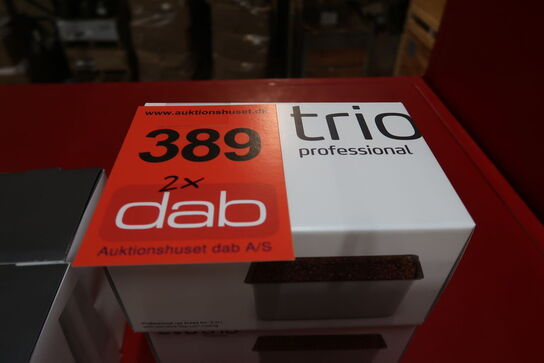 www.auktionshuset.dk
389
2x
dab
Auktionshuset dab A/S
trio
professional